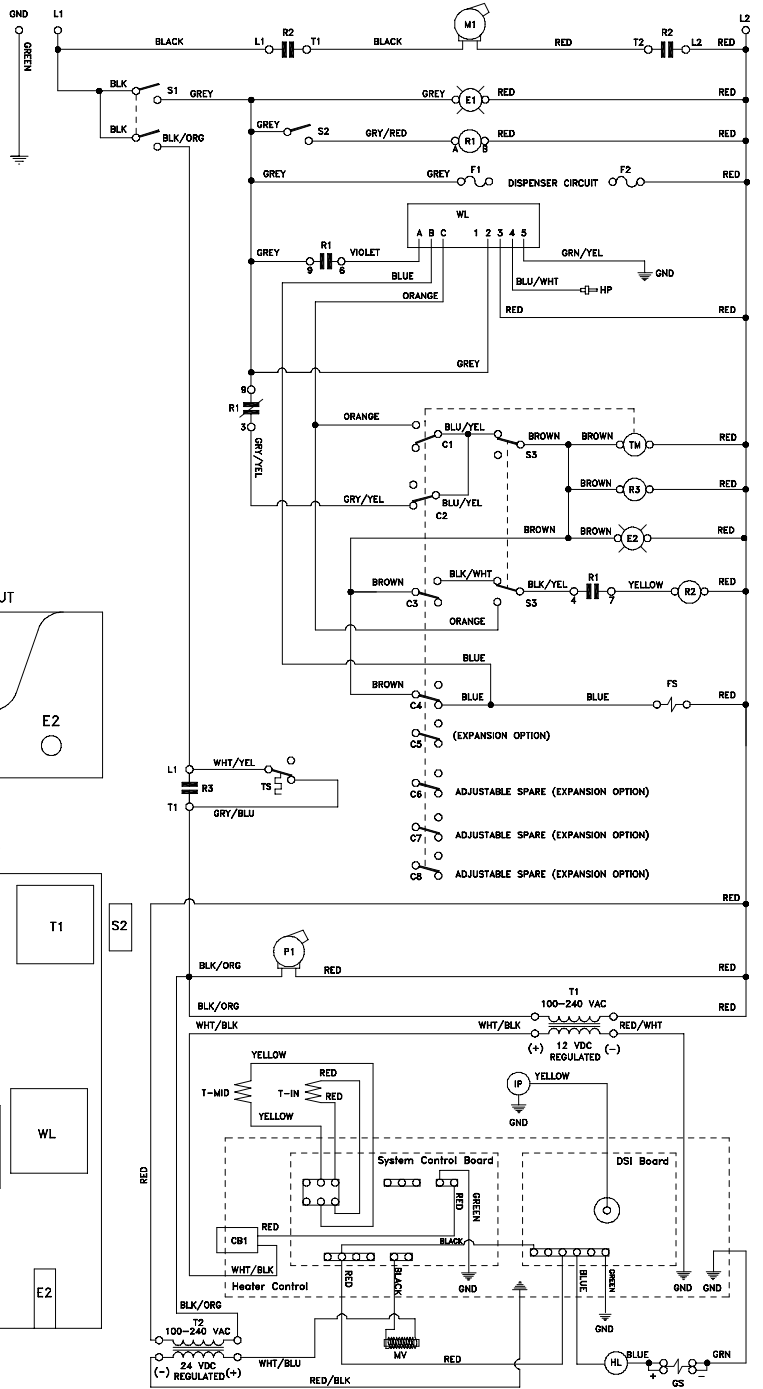 GND L1 L2
GREEN
BLACK L1 R2 T1 BLACK M1 RED T2 R2 L2 RED
BLK S1 GREY GREY E1 RED RED
BLK BLK/ORG GREY S2 GRY/RED R1 A B RED RED
GREY GREY F1 DISPENSER CIRCUIT F2 RED
WL
A B C 1 2 3 4 5
GREY R1 9 6 VIOLET GRN/YEL GND
BLUE BLU/WHT HP
ORANGE RED RED
GREY
9 R1 3 GRY/YEL
ORANGE C1 BLU/YEL S3 BROWN BROWN TM RED
GRY/YEL C2 BLU/YEL BROWN R3 RED
BROWN BROWN E2 RED
BROWN C3 BLK/WHT S3 BLK/YEL 4 R1 7 YELLOW R2 RED
ORANGE
UT
BLUE
BROWN C4 BLUE BLUE FS RED
E2
C5 (EXPANSION OPTION)
L1 WHT/YEL TS
R3
T1 GRY/BLU
C6 ADJUSTABLE SPARE (EXPANSION OPTION)
C7 ADJUSTABLE SPARE (EXPANSION OPTION)
C8 ADJUSTABLE SPARE (EXPANSION OPTION)
RED
T1 S2
BLK/ORG P1 RED RED
T1
100-240 VAC
BLK/ORG RED
WHT/BLK WHT/BLK RED/WHT
(+) 12 VDC (-)
REGULATED
YELLOW
RED
T-MID T-IN RED
YELLOW
IP YELLOW
GND
WL
RED
System Control Board DSI Board
RED GREEN
RED
CB1
BLACK
WHT/BLK
RED BLACK GND BLUE GREEN GND GND
Heater Control
E2
BLK/ORG
GND
T2
100-240 VAC
MV
(-) 24 VDC (+)
REGULATED
WHT/BLU RED HL BLUE + GS - GRN
RED/BLK